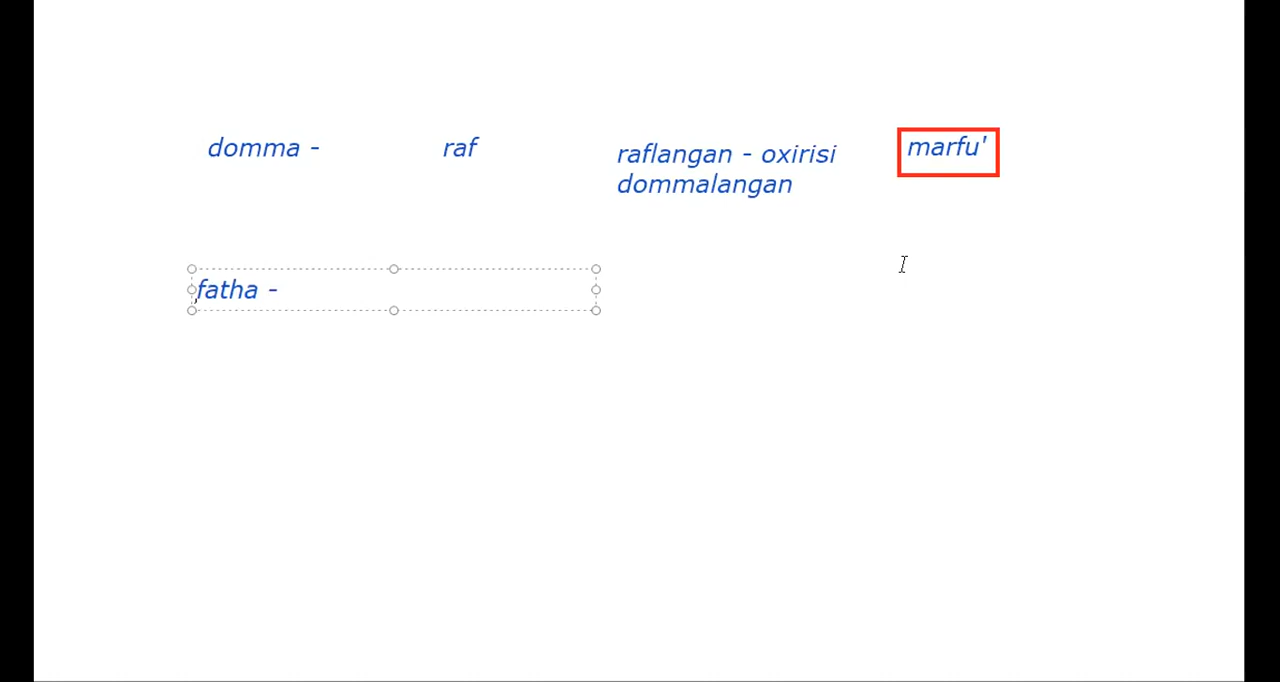 domma -
raf
raflangan - oxirisi
dommalangan
marfu'
fatha -